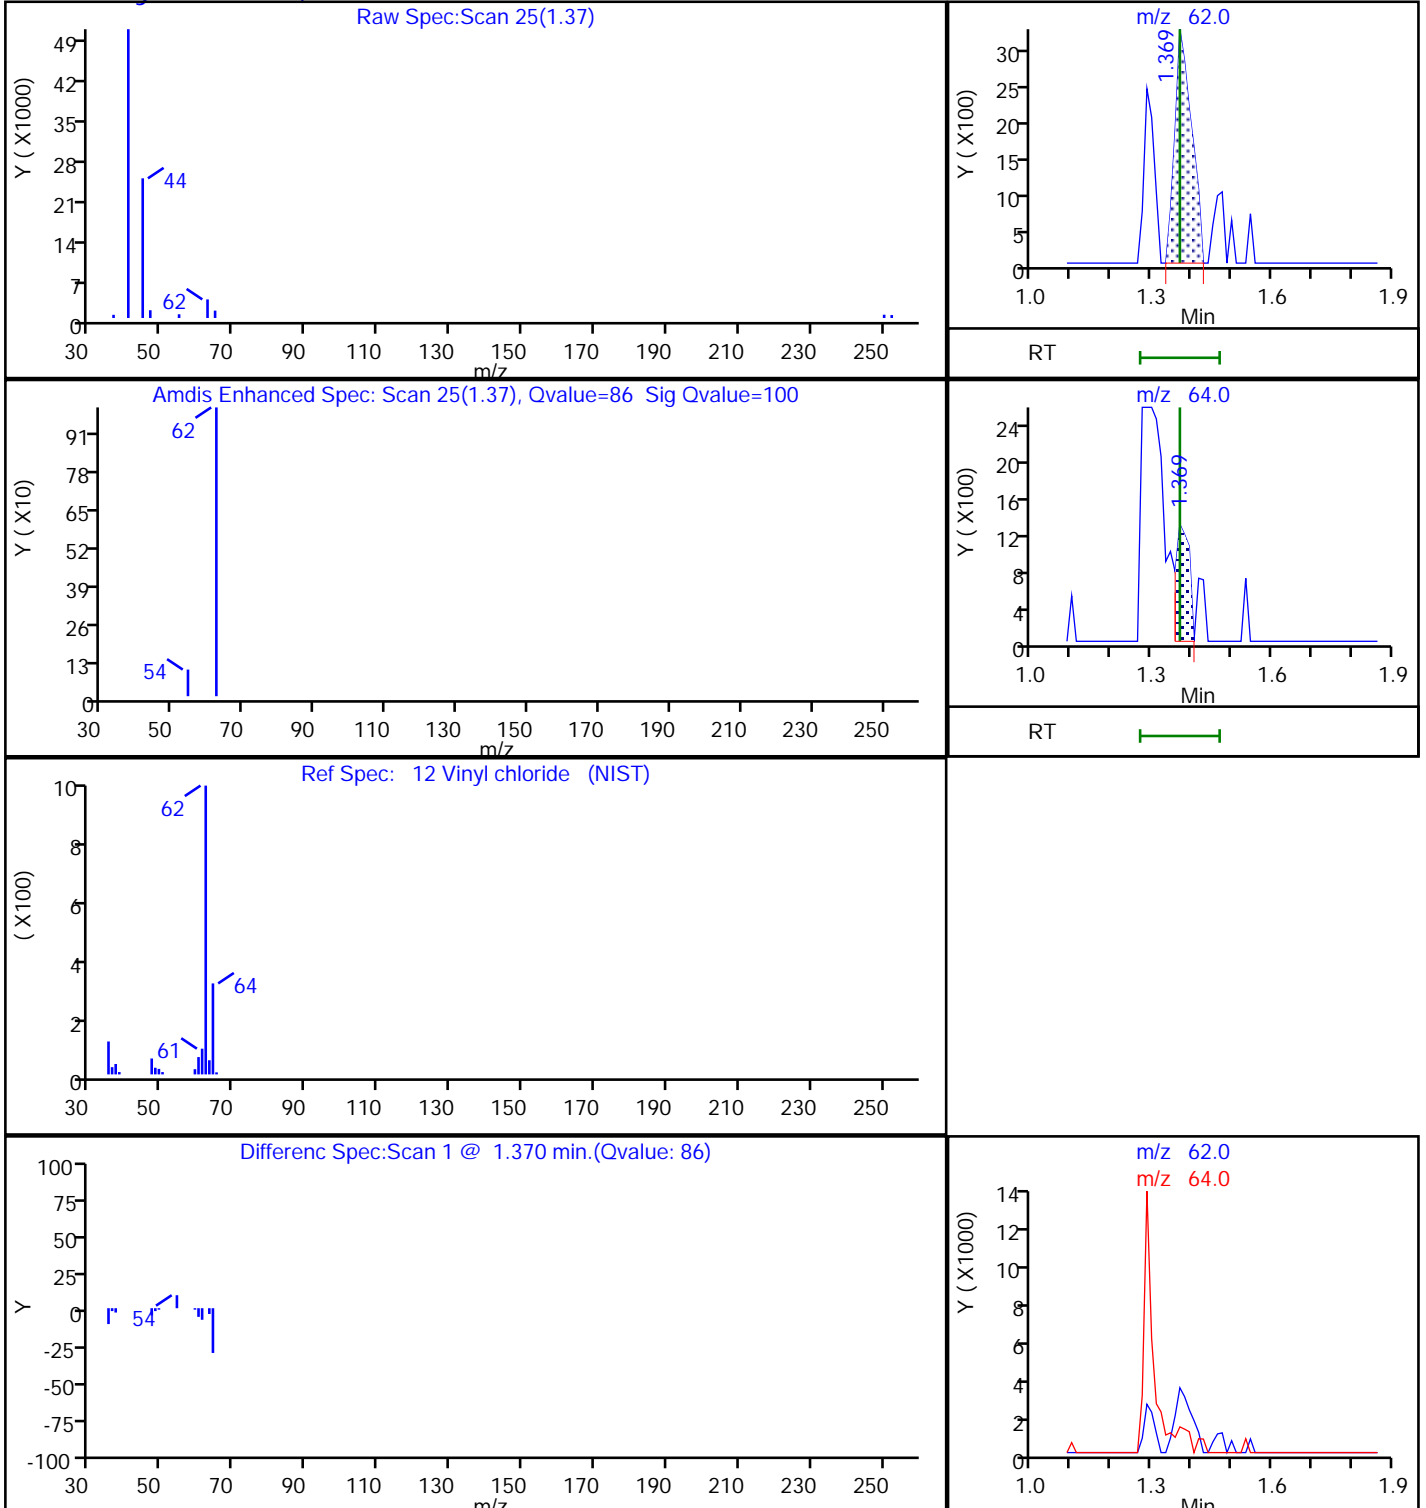 Raw Spec:Scan 25(1.37)
Y ( X1000)
49
42
35
28
21
14
7
0
44
62
30 50 70 90 110 130 150 170 190 210 230 250
m/z
m/z 62.0
Y ( X100)
30
25
20
15
10
5
0
1.369
1.0 1.3 1.6 1.9
Min
RT
Amdis Enhanced Spec: Scan 25(1.37), Qvalue=86 Sig Qvalue=100
Y ( X10)
91
78
65
52
39
26
13
0
62
54
30 50 70 90 110 130 150 170 190 210 230 250
m/z
m/z 64.0
Y ( X100)
24
20
16
12
8
4
0
1.369
1.0 1.3 1.6 1.9
Min
RT
Ref Spec: 12 Vinyl chloride (NIST)
( X100)
10
8
6
4
2
0
62
64
61
30 50 70 90 110 130 150 170 190 210 230 250
Differenc Spec:Scan 1 @ 1.370 min.(Qvalue: 86)
Y
100
75
50
25
0
-25
-50
-75
-100
54
30 50 70 90 110 130 150 170 190 210 230 250
m/z
m/z 62.0
m/z 64.0
Y ( X1000)
14
12
10
8
6
4
2
0
1.0 1.3 1.6 1.9
Min